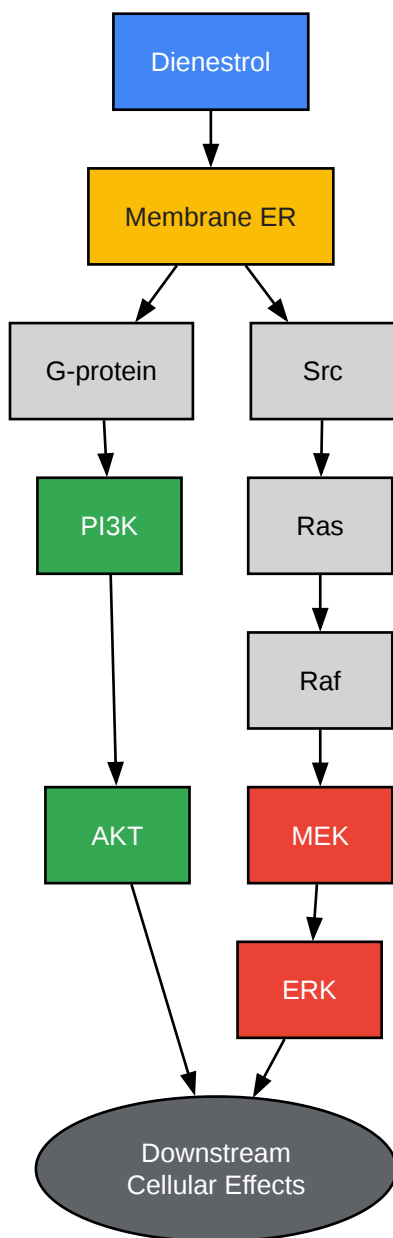 Dienestrol
Membrane ER
G-protein
Src
PI3K
Ras
Raf
AKT
MEK
ERK
Downstream
Cellular Effects